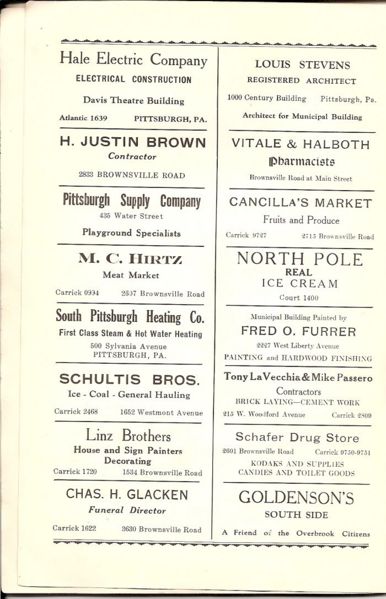 Hale Electric Company
ELECTRICAL CONSTRUCTION
Davis Theatre Building
Atlantic 1639 PITTSBURGH, PA.
H. JUSTIN BROWN
Contractor
2833 BROWNSVILLE ROAD
Pittsburgh Supply Company
435 Water Street
Playground Specialists
M. C. HIRTZ
Meat Market
Carrick 0994 2607 Brownsville Road
South Pittsburgh Heating Co.
First Class Steam & Hot Water Heating
500 Sylvania Avenue
PITTSBURGH, PA.
SCHULTIS BROS.
Ice - Coal - General Hauling
Carrick 2468 1652 Westmont Avenue
Linz Brothers
House and Sign Painters
Decorating
Carrick 1720 1534 Brownsville Road
CHAS. H. GLACKEN
Funeral Director
Carrick 1622 2630 Brownsville Road
LOUIS STEVENS
REGISTERED ARCHITECT
1000 Century Building Pittsburgh, Pa.
Architect for Municipal Building
VITALE & HALBOTH
Pharmacists
Brownsville Road at Main Street
CANCILLA'S MARKET
Fruits and Produce
Carrick 9727 2715 Brownsville Road
NORTH POLE
REAL
ICE CREAM
Court 1400
Municipal Building Painted by
FRED O. FURRER
2227 West Liberty Avenue
PAINTING and HARDWOOD FINISHING
Tony LaVecchia & Mike Passero
Contractors
BRICK LAYING—CEMENT WORK
215 W. Woodford Avenue Carrick 2809
Schafer Drug Store
2601 Brownsville Road Carrick 9750-9751
KODAKS AND SUPPLIES
CANDIES AND TOILET GOODS
GOLDENSON'S
SOUTH SIDE
A Friend of the Overbrook Citizens